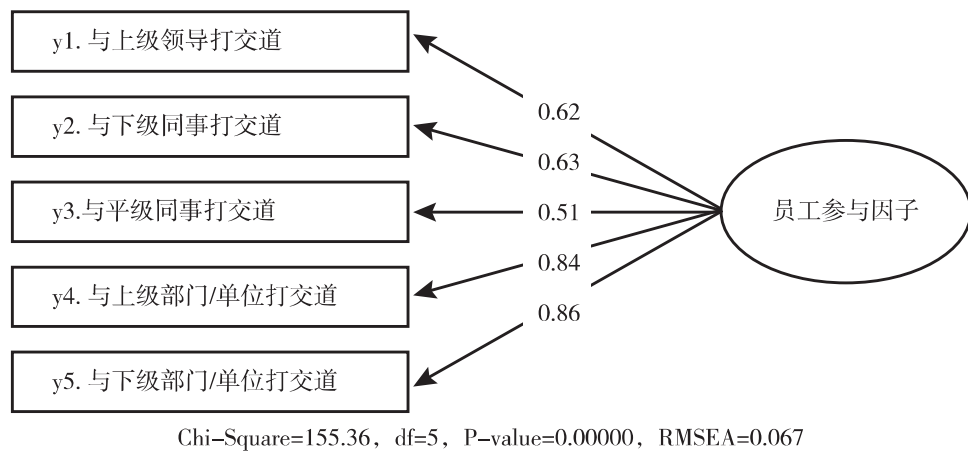 y1. 与上级领导打交道
0.62
y2. 与下级同事打交道
0.63
y3.与平级同事打交道
0.51
员工参与因子
y4. 与上级部门/单位打交道
0.84
y5. 与下级部门/单位打交道
0.86
Chi-Square=155.36, df=5, P-value=0.00000, RMSEA=0.067